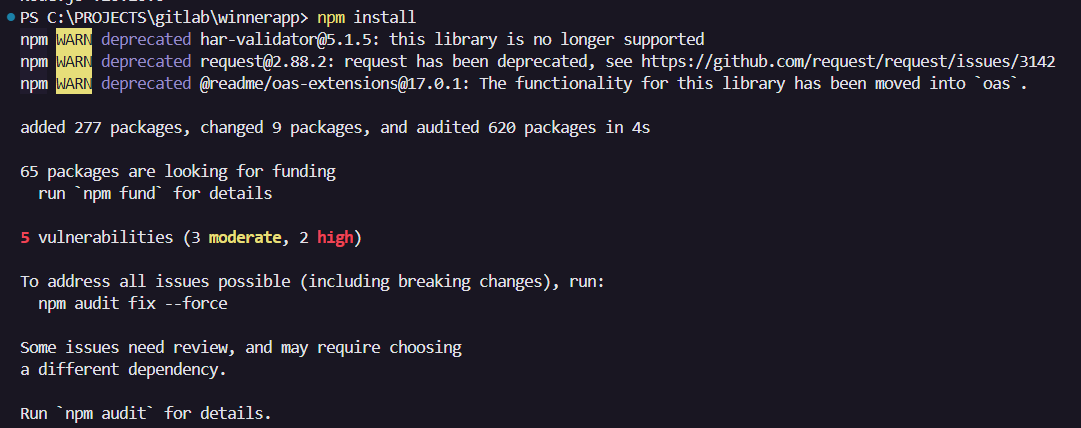 PS C:\PROJECTS\gitlab\winnerapp> npm install
npm WARN deprecated har-validator@5.1.5: this library is no longer supported
npm WARN deprecated request@2.88.2: request has been deprecated, see https://github.com/request/request/issues/3142
npm WARN deprecated @readme/oas-extensions@17.0.1: The functionality for this library has been moved into `oas`.
added 277 packages, changed 9 packages, and audited 620 packages in 4s
65 packages are looking for funding
run `npm fund` for details
5 vulnerabilities (3 moderate, 2 high)
To address all issues possible (including breaking changes), run:
npm audit fix --force
Some issues need review, and may require choosing
a different dependency.
Run `npm audit` for details.